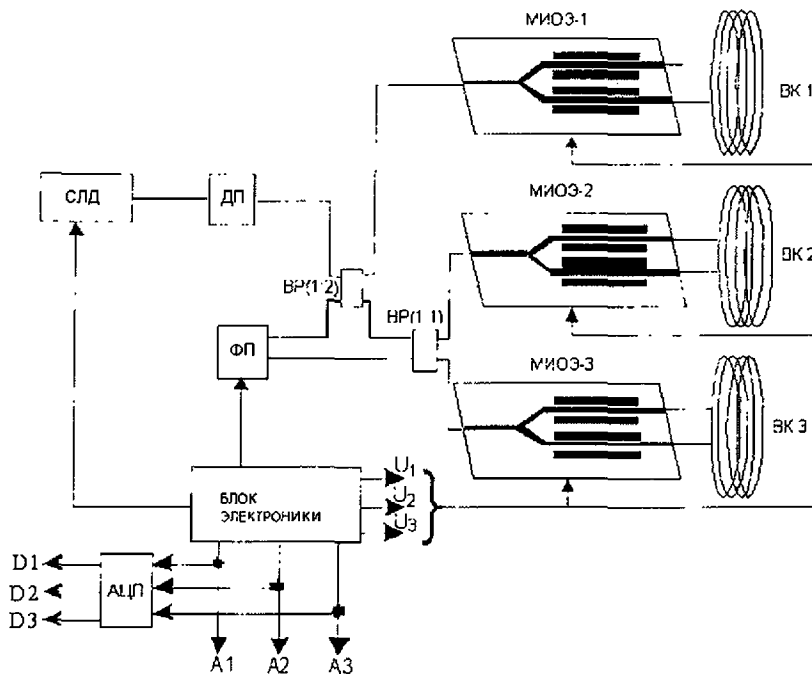 МИОЭ-1
ВК 1
СЛД
ДП
МИОЭ-2
ВК 2
ВР(1:2)
ВР(1:1)
ФП
МИОЭ-3
ВК 3
U1
БЛОК
ЭЛЕКТРОНИКИ
U2
U3
D1
АЦП
D2
D3
A1
A2
A3